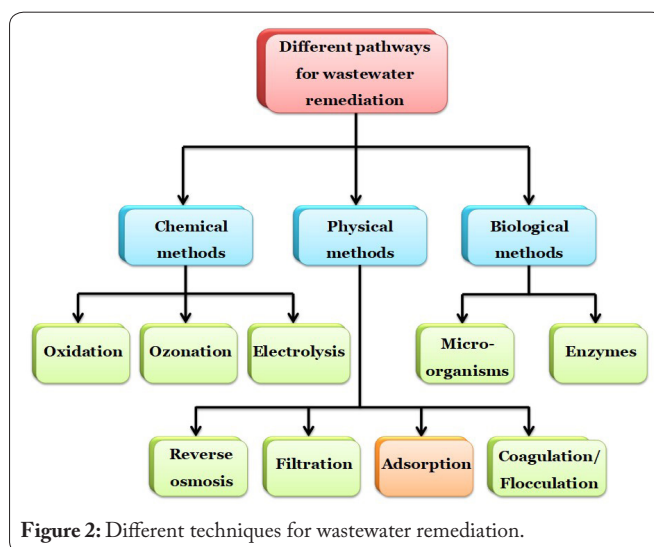 Different pathways
for wastewater
remediation
Chemical
methods
Physical
methods
Biological
methods
Oxidation
Ozonation
Electrolysis
Micro-
organisms
Enzymes
Reverse
osmosis
Filtration
Adsorption
Coagulation/
Flocculation
Figure 2: Different techniques for wastewater remediation.